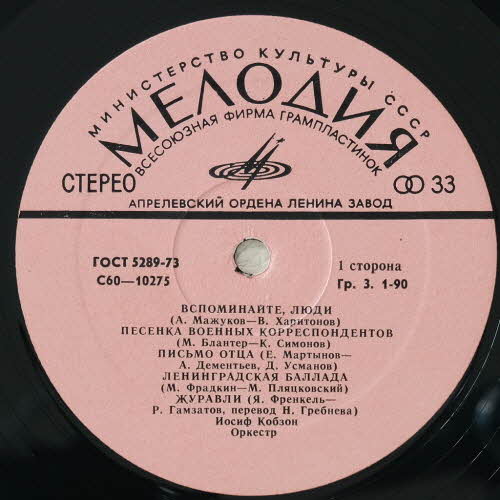 МИНИСТЕРСТВО КУЛЬТУРЫ СССР
МЕЛОДИЯ
ВСЕСОЮЗНАЯ ФИРМА ГРАМПЛАСТИНОК
СТЕРЕО
33
АПРЕЛЕВСКИЙ ОРДЕНА ЛЕНИНА ЗАВОД
ГОСТ 5289-73
С60—10275
1 сторона
Гр. 3. 1-90
ВСПОМИНАЙТЕ, ЛЮДИ
(А. Мажуков—В. Харитонов)
ПЕСЕНКА ВОЕННЫХ КОРРЕСПОНДЕНТОВ
(М. Блантер—К. Симонов)
ПИСЬМО ОТЦА (Е. Мартынов—
А. Дементьев, Д. Усманов)
ЛЕНИНГРАДСКАЯ БАЛЛАДА
(М. Фрадкин—М. Пляцковский)
ЖУРАВЛИ (Я. Френкель—
Р. Гамзатов, перевод Н. Гребнева)
Иосиф Кобзон
Оркестр